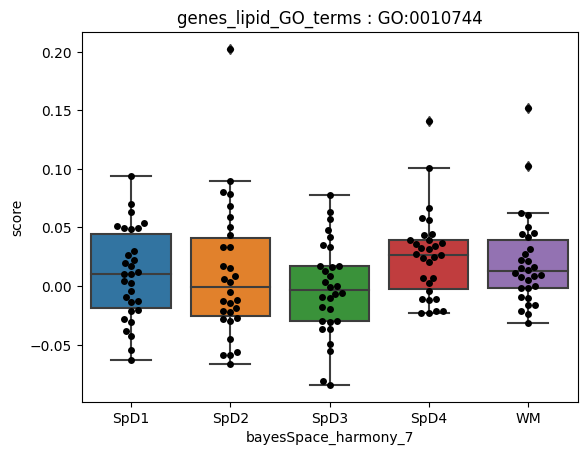 genes_lipid_GO_terms : GO:0010744
score
0.20
0.15
0.10
0.05
0.00
−0.05
SpD1 SpD2 SpD3 SpD4 WM
bayesSpace_harmony_7